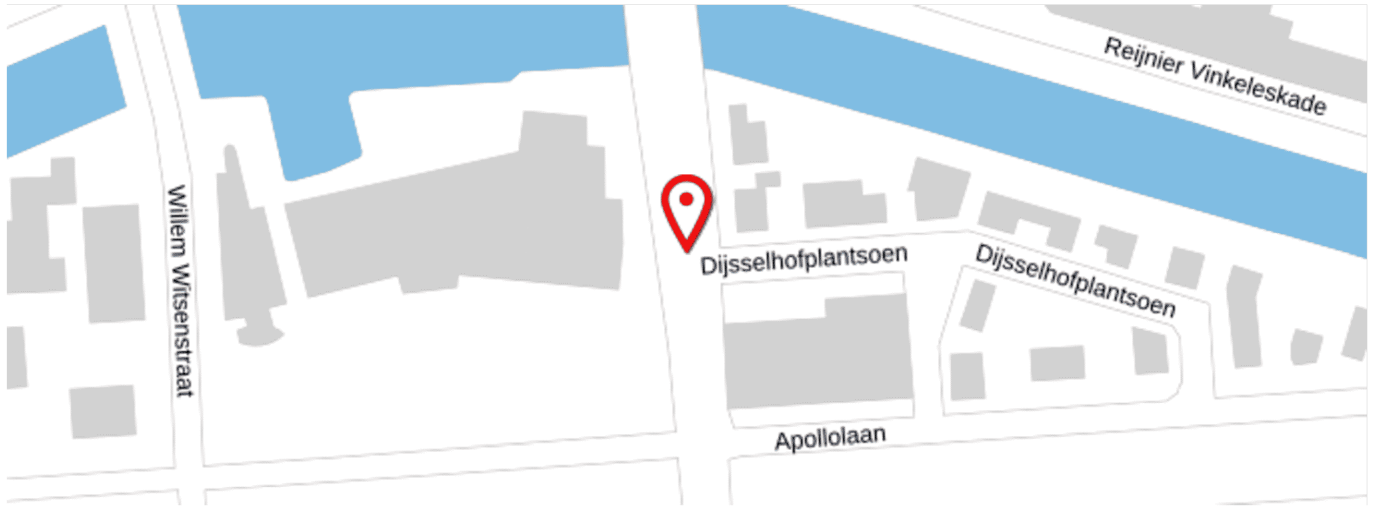 Reijnier Vinkeleskade
Willem Witsenstraat
Dijsselhofplantsoen
Dijsselhofplantsoen
Apollolaan